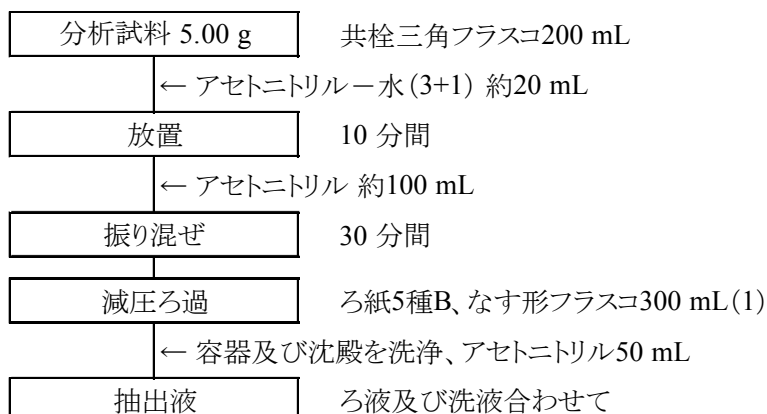 分析試料 5.00 g 共栓三角フラスコ200 mL
← アセトニトリル－水(3+1) 約20 mL
放置 10 分間
← アセトニトリル 約100 mL
振り混ぜ 30 分間
減圧ろ過 ろ紙5種B、なす形フラスコ300 mL(1)
← 容器及び沈殿を洗浄、アセトニトリル50 mL
抽出液 ろ液及び洗液合わせて